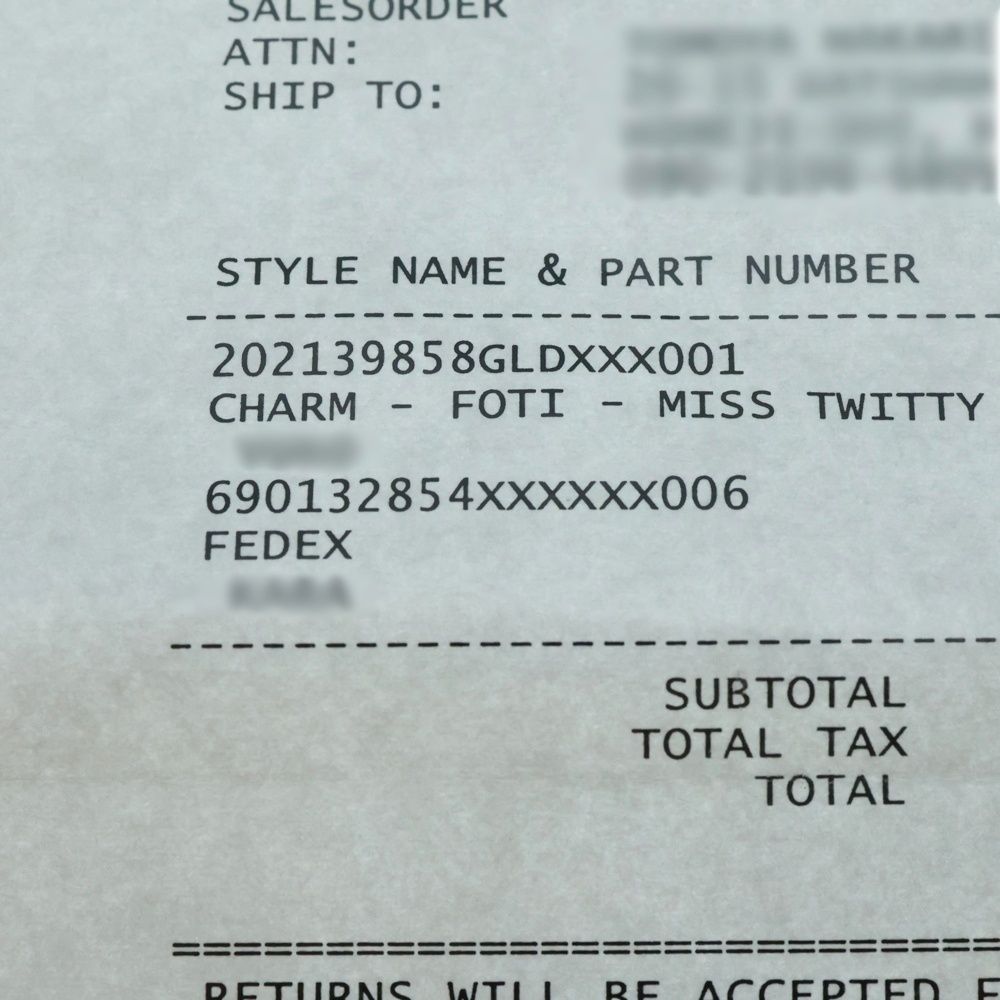 SALESORDER
ATTN:
SHIP TO:
STYLE NAME & PART NUMBER
--------------------------------
202139858GLDXXX001
CHARM - FOTI - MISS TWITTY
690132854XXXXXX006
FEDEX
--------------------------------
SUBTOTAL
TOTAL TAX
TOTAL
================================
RETURNS WILL BE ACCEPTED